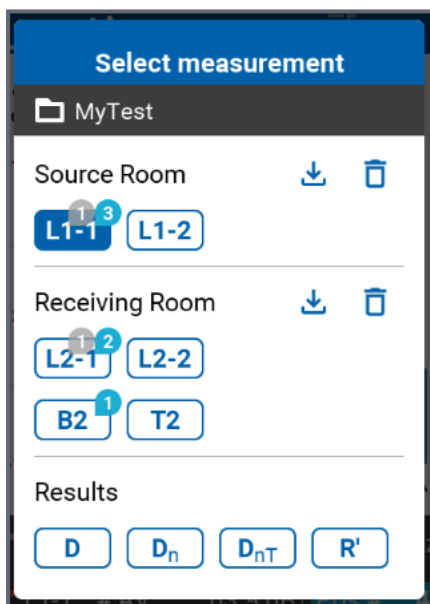 Select measurement
MyTest
Source Room
1 3
L1-1 L1-2
Receiving Room
1 2
L2-1 L2-2
1
B2 T2
Results
D Dn DnT R'